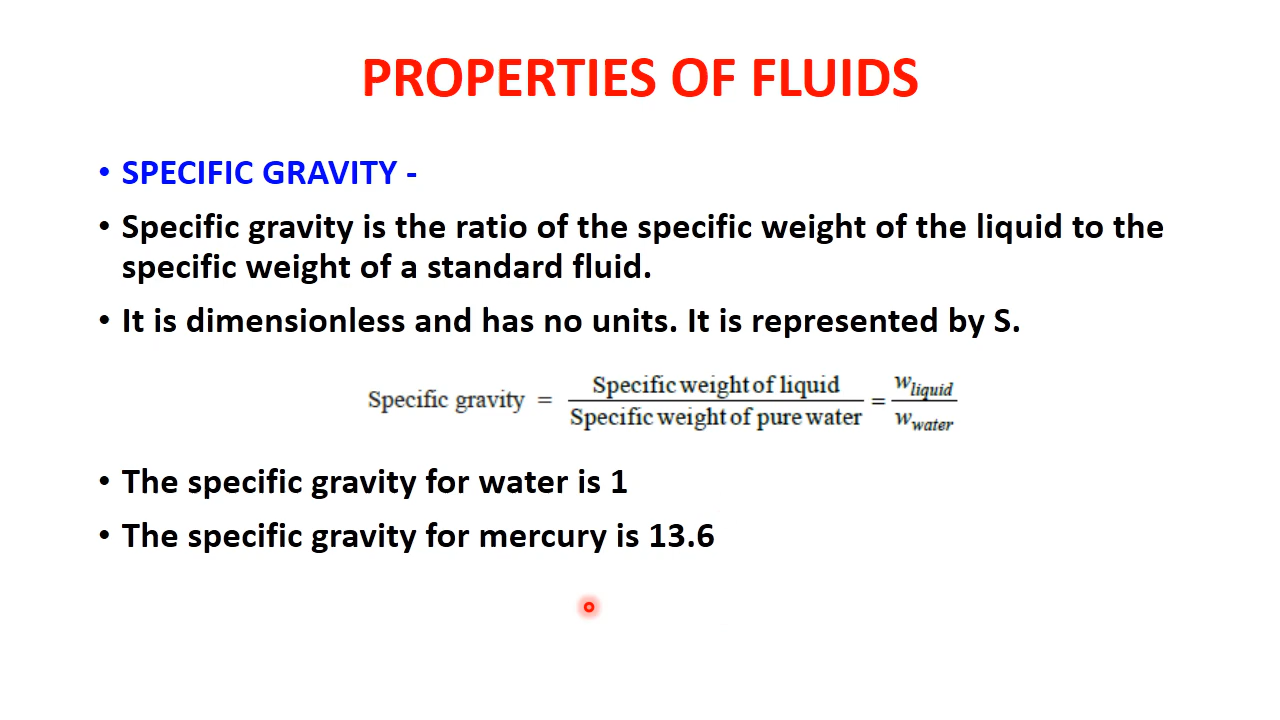 PROPERTIES OF FLUIDS
• SPECIFIC GRAVITY -
• Specific gravity is the ratio of the specific weight of the liquid to the
specific weight of a standard fluid.
• It is dimensionless and has no units. It is represented by S.
Specific gravity = Specific weight of liquid / Specific weight of pure water = w_liquid / w_water
• The specific gravity for water is 1
• The specific gravity for mercury is 13.6